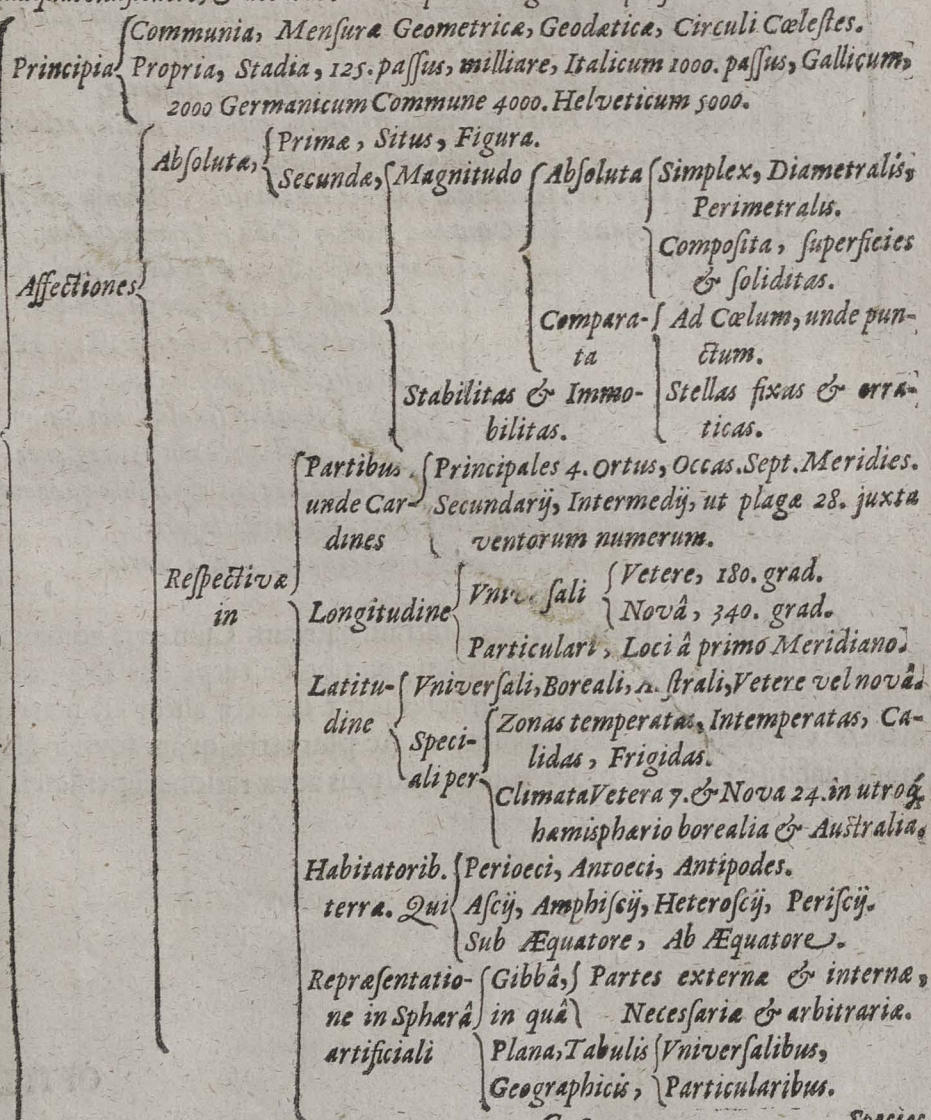 Communia, Mensuræ Geometricæ, Geodæticæ, Circuli Cœlestes.
Principia Propria, Stadia, 125. passus, milliare, Italicum 1000. passus, Gallicum,
2000 Germanicum Commune 4000. Helveticum 5000.
Absolutæ, Primæ, Situs, Figura.
Secundæ, Magnitudo Absoluta Simplex, Diametralis,
Perimetralis.
Composita, superficies
& soliditas.
Affectiones
Compara- Ad Cœlum, unde pun-
ta ctum.
Stabilitas & Immo- Stellas fixas & erra-
bilitas. ticas.
Partibus Principales 4. Ortus, Occas. Sept. Meridies.
unde Car- Secundarij, Intermedij, ut plagæ 28. juxta
dines ventorum numerum.
Respectivæ
in
Longitudine Vniversali Vetere, 180. grad.
Novâ, 340. grad.
Particulari, Loci â primo Meridiano.
Latitu- Vniversali, Boreali, Vetere vel novâ.
dine Speci- Zonas temperatas, Intemperatas, Ca-
lidas, Frigidas.
ali per Climata Vetera 7. & Nova 24. in utroq́;
hæmisphærio borealia & Australia.
Habitatorib. Perioeci, Antoeci, Antipodes.
terræ. Qui Ascij, Amphiscij, Heteroscij, Periscij.
Sub Æquatore, Ab Æquatore.
Repræsentatio- Gibbâ, Partes externæ & internæ,
ne in Sphærâ in quâ Necessariæ & arbitrariæ.
artificiali Plana, Tabulis Vniversalibus,
Geographicis, Particularibus.
Species